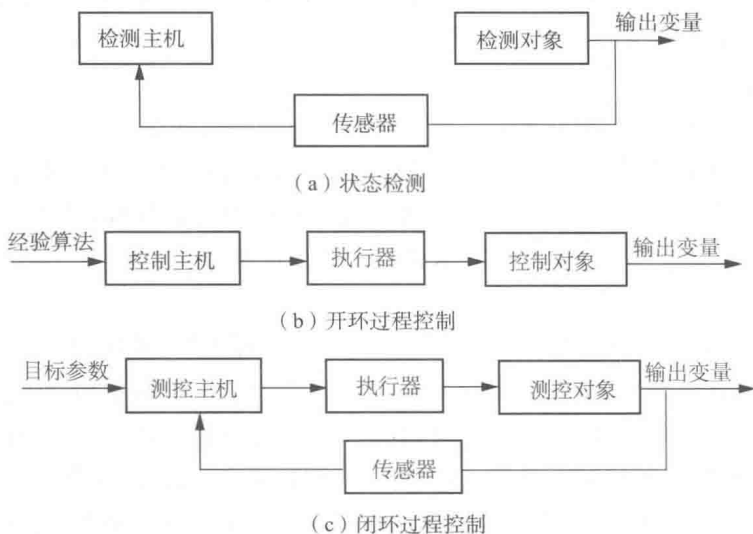 检测主机
检测对象
输出变量
传感器
（a）状态检测
经验算法
控制主机
执行器
控制对象
输出变量
（b）开环过程控制
目标参数
测控主机
执行器
测控对象
输出变量
传感器
（c）闭环过程控制